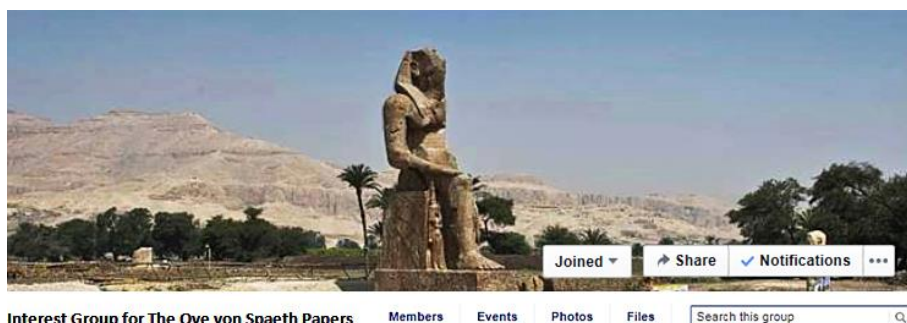 Joined
Share
Notifications
Interest Group for The Ove von Spaeth Papers
Members
Events
Photos
Files
Search this group